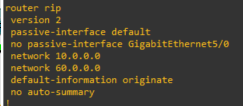 router rip
version 2
passive-interface default
no passive-interface GigabitEthernet5/0
network 10.0.0.0
network 60.0.0.0
default-information originate
no auto-summary
!